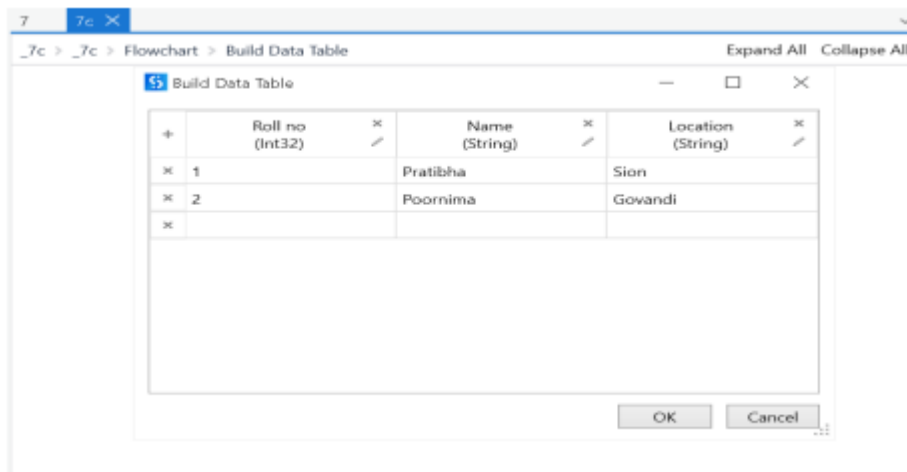 7 7c
_7c > _7c > Flowchart > Build Data Table Expand All Collapse All
Build Data Table
Roll no Name Location
(Int32) (String) (String)
1 Pratibha Sion
2 Poornima Govandi
OK Cancel